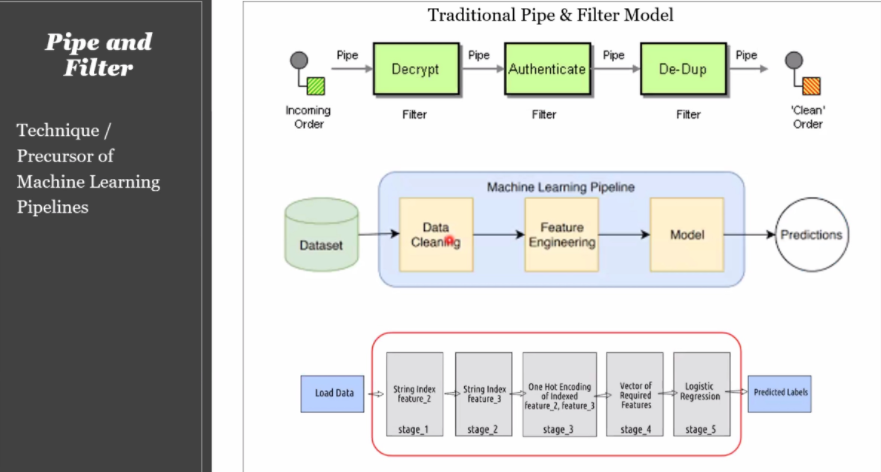 Pipe and
Filter
Technique /
Precursor of
Machine Learning
Pipelines
Traditional Pipe & Filter Model
Pipe
Pipe
Pipe
Pipe
Decrypt
Authenticate
De-Dup
Incoming
Order
Filter
Filter
Filter
'Clean'
Order
Machine Learning Pipeline
Dataset
Data
Cleaning
Feature
Engineering
Model
Predictions
Load Data
String Index
feature_2
stage_1
String Index
feature_3
stage_2
One Hot Encoding
of Indexed
feature_2, feature_3
stage_3
Vector of
Required
Features
stage_4
Logistic
Regression
stage_5
Predicted Labels